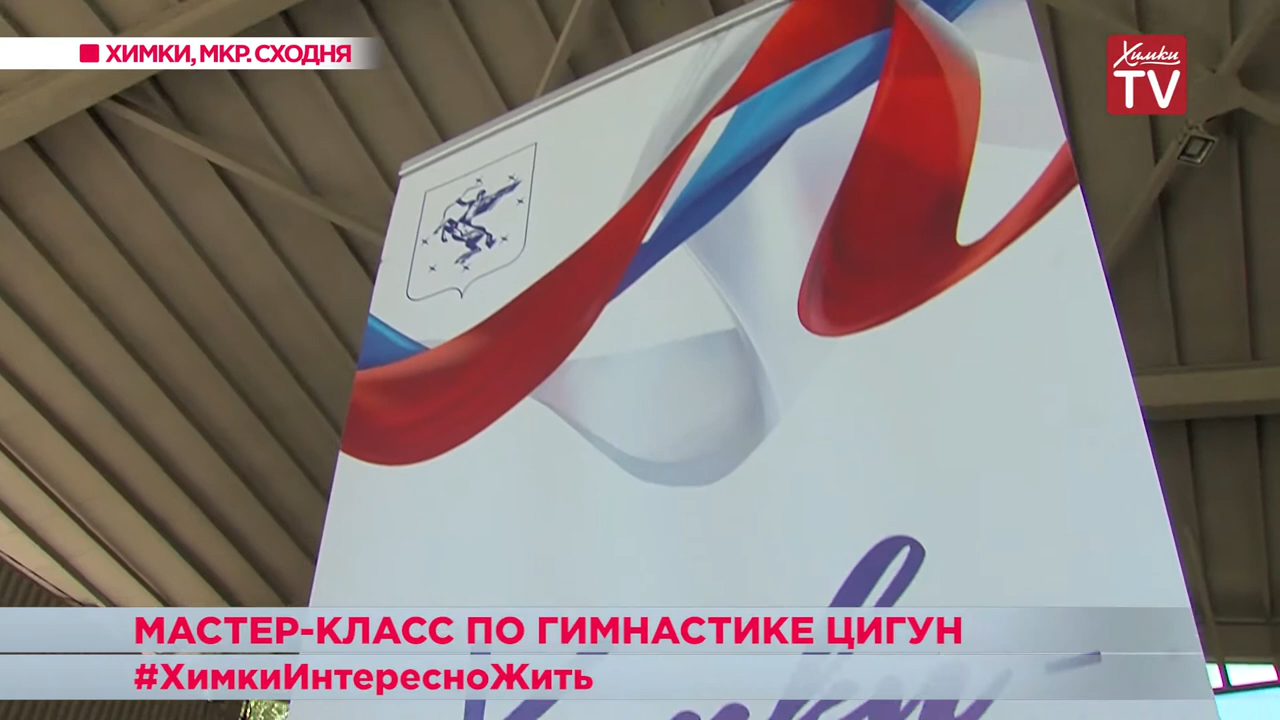 ХИМКИ, МКР. СХОДНЯ
Химки
TV
МАСТЕР-КЛАСС ПО ГИМНАСТИКЕ ЦИГУН
#ХимкиИнтересноЖить